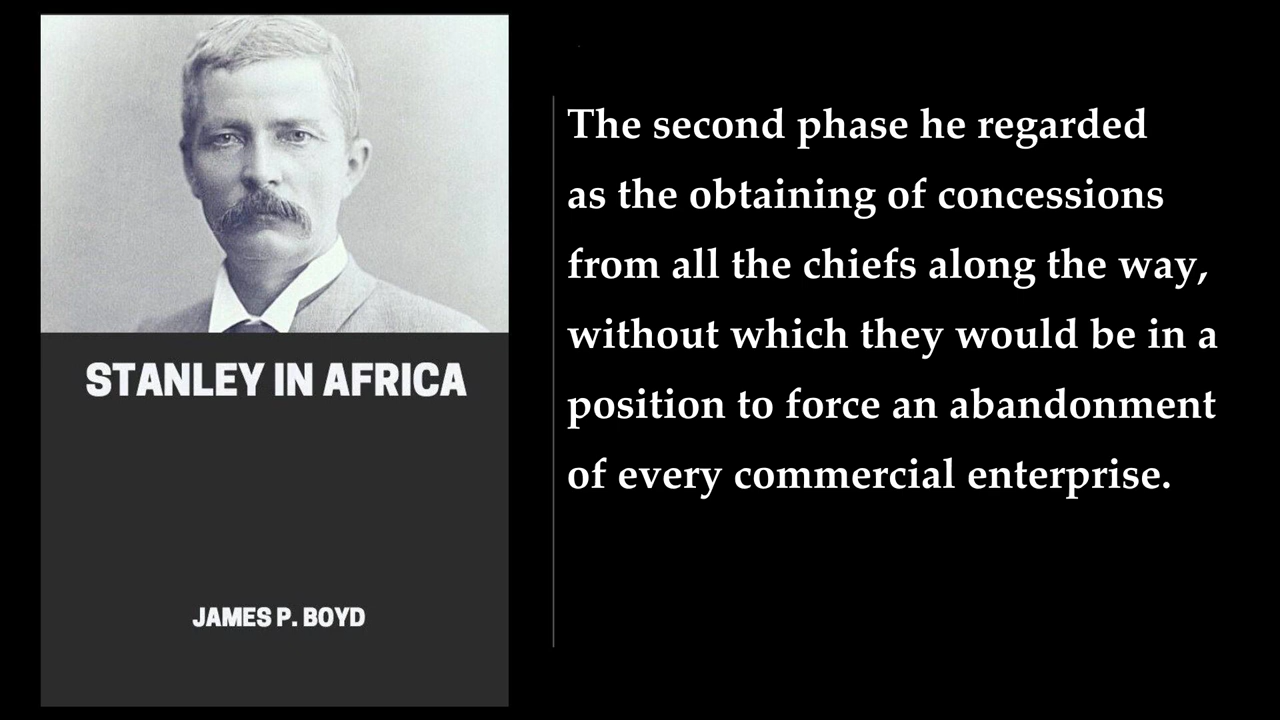 STANLEY IN AFRICA
JAMES P. BOYD
The second phase he regarded
as the obtaining of concessions
from all the chiefs along the way,
without which they would be in a
position to force an abandonment
of every commercial enterprise.